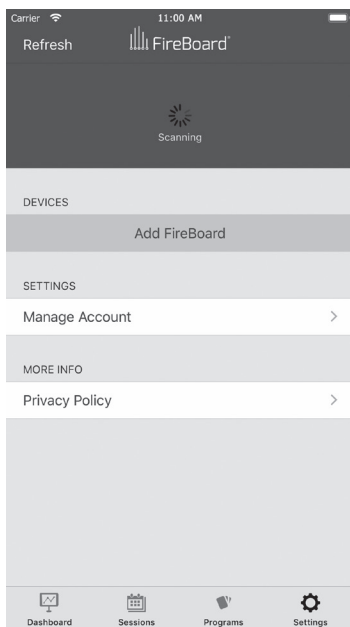 Carrier 11:00 AM
Refresh FireBoard
Scanning
DEVICES
Add FireBoard
SETTINGS
Manage Account
MORE INFO
Privacy Policy
Dashboard Sessions Programs Settings